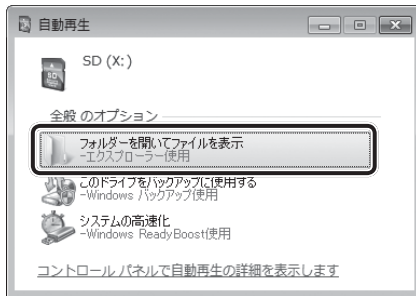 自動再生
SD (X:)
全般 のオプション
フォルダーを開いてファイルを表示
-エクスプローラー使用
このドライブをバックアップに使用する
-Windows バックアップ使用
システムの高速化
-Windows ReadyBoost使用
コントロール パネルで自動再生の詳細を表示します